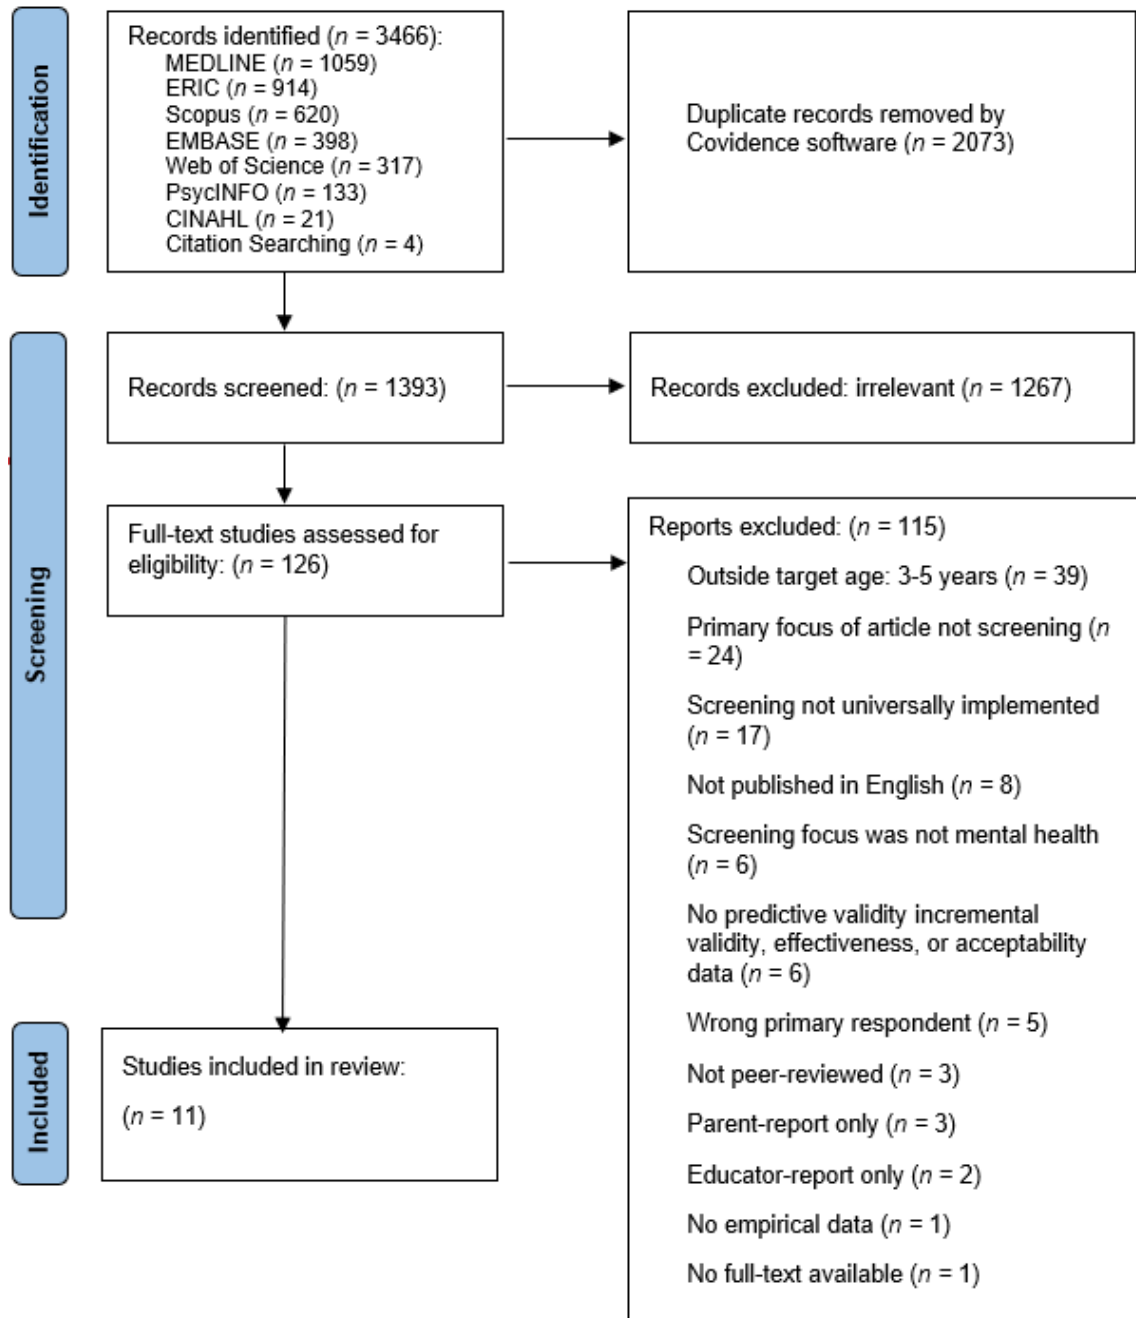 Identification
Records identified (n = 3466):
MEDLINE (n = 1059)
ERIC (n = 914)
Scopus (n = 620)
EMBASE (n = 398)
Web of Science (n = 317)
PsycINFO (n = 133)
CINAHL (n = 21)
Citation Searching (n = 4)
Duplicate records removed by
Covidence software (n = 2073)
Screening
Records screened: (n = 1393)
Records excluded: irrelevant (n = 1267)
Full-text studies assessed for
eligibility: (n = 126)
Reports excluded: (n = 115)
Outside target age: 3-5 years (n = 39)
Primary focus of article not screening (n
= 24)
Screening not universally implemented
(n = 17)
Not published in English (n = 8)
Screening focus was not mental health
(n = 6)
No predictive validity incremental
validity, effectiveness, or acceptability
data (n = 6)
Wrong primary respondent (n = 5)
Not peer-reviewed (n = 3)
Parent-report only (n = 3)
Educator-report only (n = 2)
No empirical data (n = 1)
No full-text available (n = 1)
Included
Studies included in review:
(n = 11)